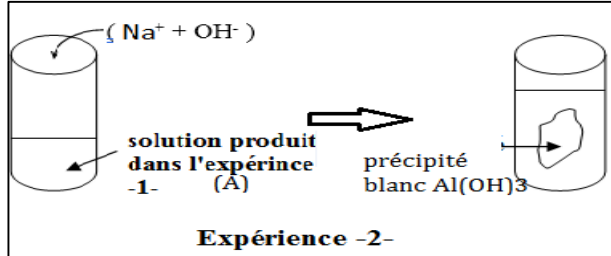 ( Na⁺ + OH⁻ )
solution produit
dans l'expérince
-1- (A)
précipité
blanc Al(OH)3
Expérience -2-